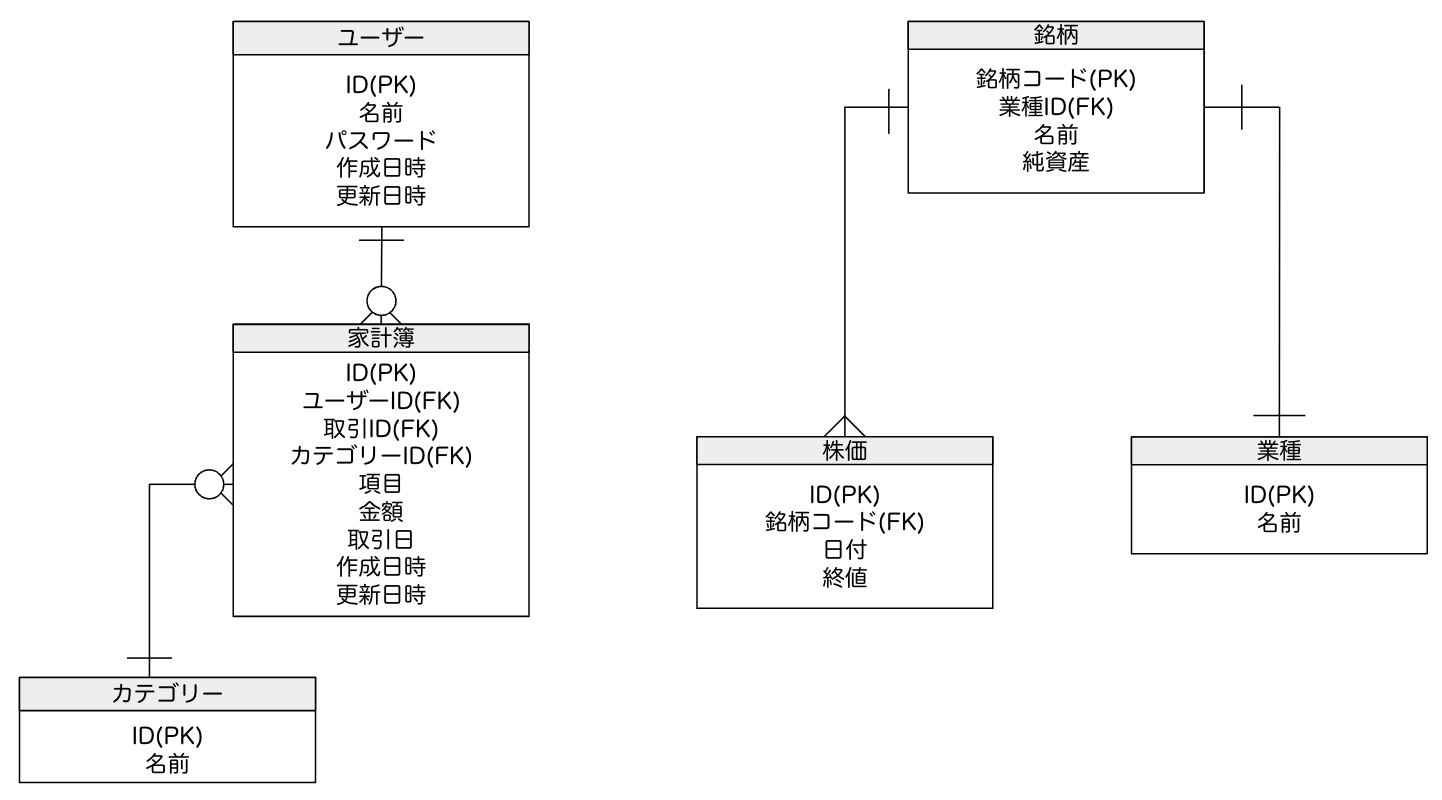 ユーザー
ID(PK)
名前
パスワード
作成日時
更新日時
家計簿
ID(PK)
ユーザーID(FK)
取引ID(FK)
カテゴリーID(FK)
項目
金額
取引日
作成日時
更新日時
カテゴリー
ID(PK)
名前
銘柄
銘柄コード(PK)
業種ID(FK)
名前
純資産
株価
ID(PK)
銘柄コード(FK)
日付
終値
業種
ID(PK)
名前